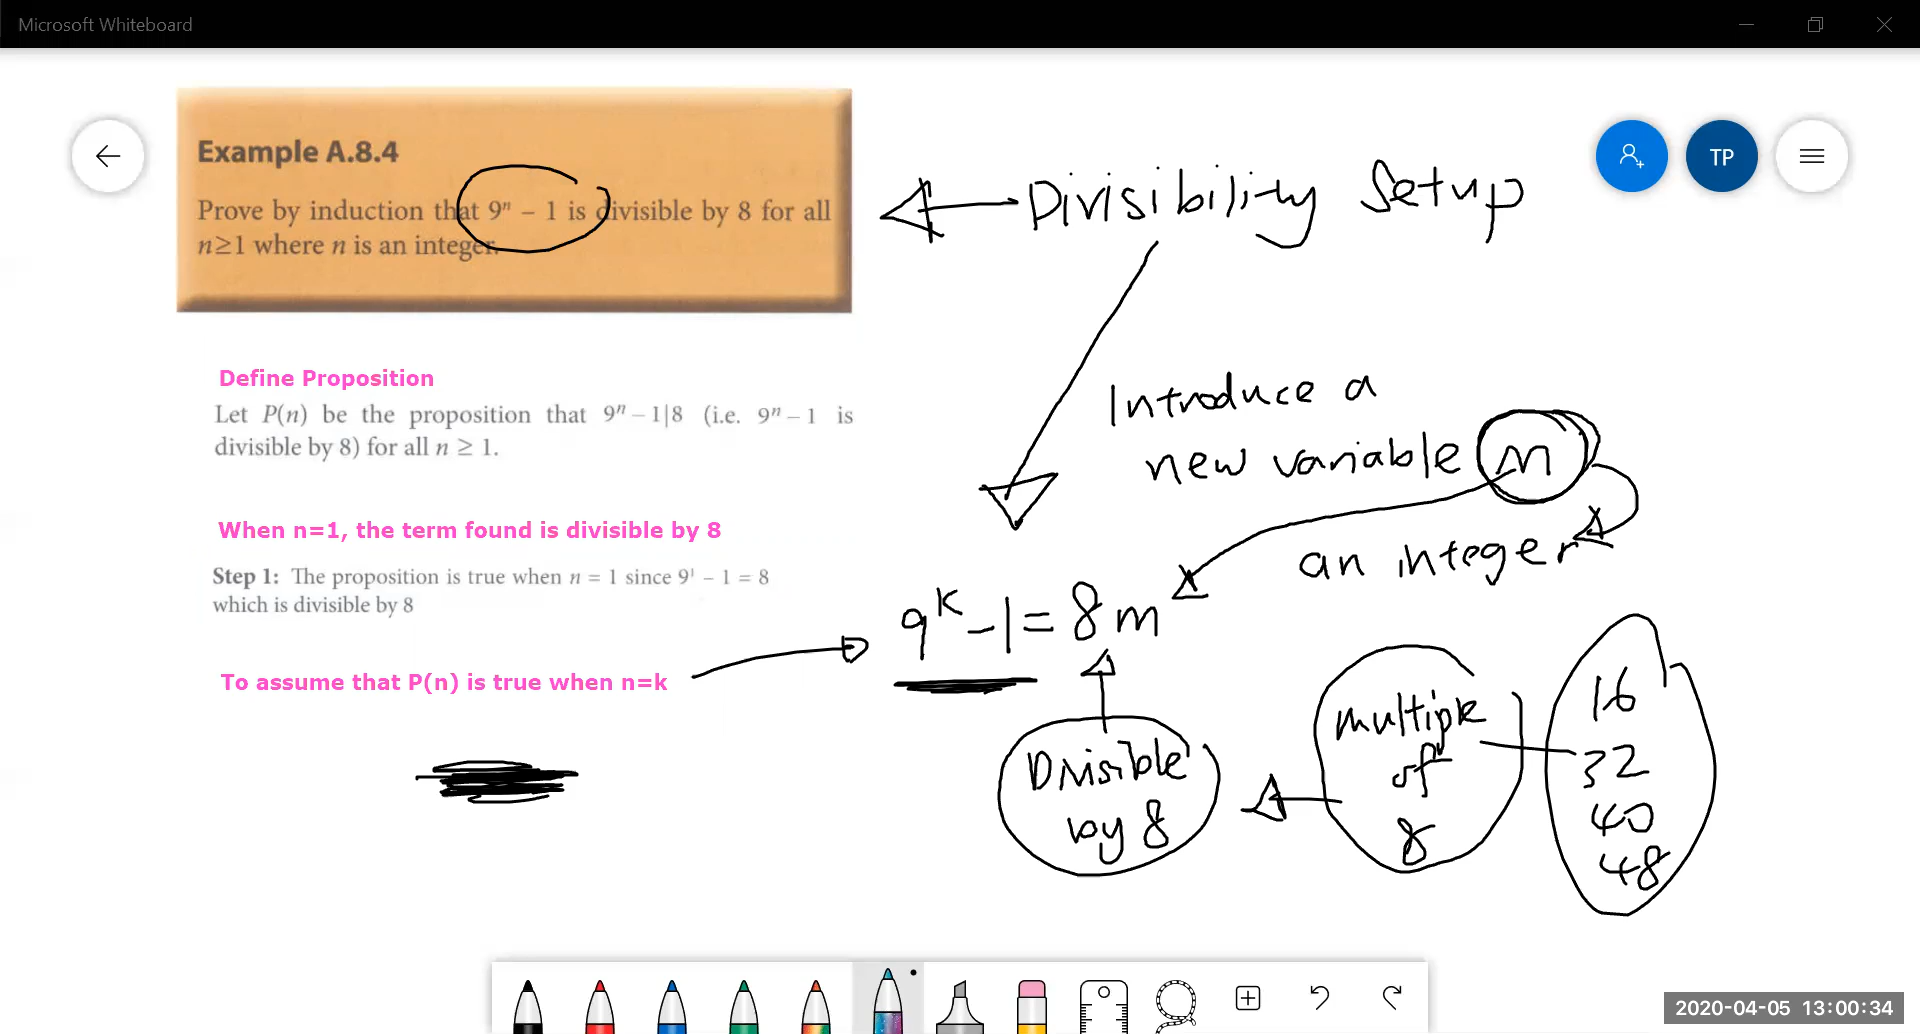 Microsoft Whiteboard
Example A.8.4
Prove by induction that 9ⁿ – 1 is divisible by 8 for all
n≥1 where n is an integer.
Divisibility Setup
TP
Define Proposition
Let P(n) be the proposition that 9ⁿ – 1|8 (i.e. 9ⁿ – 1 is
divisible by 8) for all n ≥ 1.
Introduce a
new variable m
an integer
When n=1, the term found is divisible by 8
Step 1: The proposition is true when n = 1 since 9¹ – 1 = 8
which is divisible by 8
9ᵏ – 1 = 8m
To assume that P(n) is true when n=k
Divisible
by 8
multiple
of
8
16
32
40
48
2020-04-05 13:00:34